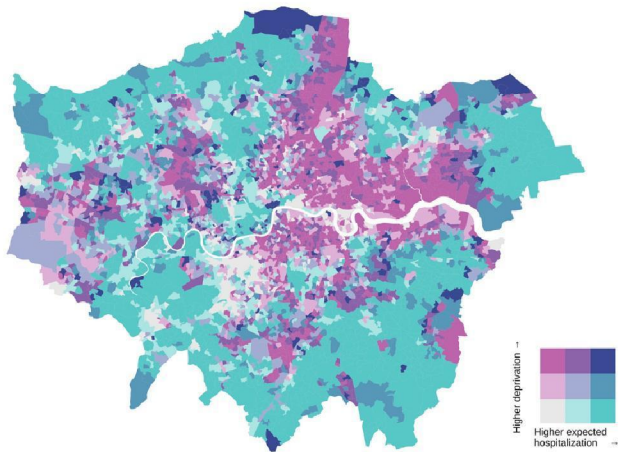 Higher deprivation →
Higher expected
hospitalization →